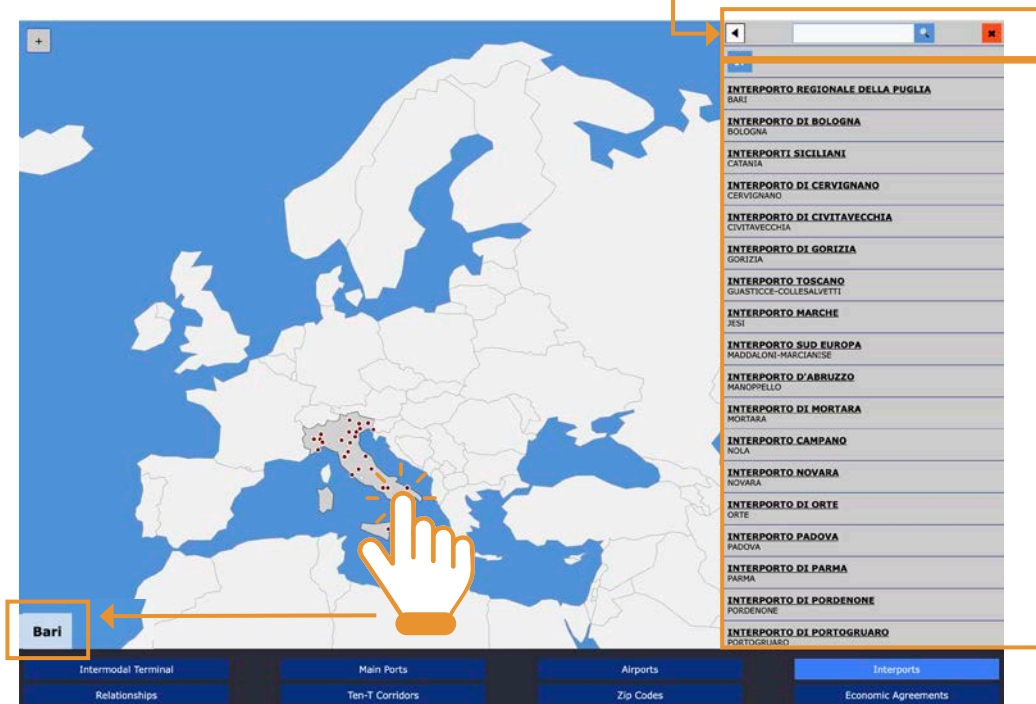 +
INTERPORTO REGIONALE DELLA PUGLIA
BARI
INTERPORTO DI BOLOGNA
BOLOGNA
INTERPORTI SICILIANI
CATANIA
INTERPORTO DI CERVIGNANO
CERVIGNANO
INTERPORTO DI CIVITAVECCHIA
CIVITAVECCHIA
INTERPORTO DI GORIZIA
GORIZIA
INTERPORTO TOSCANO
GUASTICCE-COLLESALVETTI
INTERPORTO MARCHE
JESI
INTERPORTO SUD EUROPA
MADDALONI-MARCIANISE
INTERPORTO D'ABRUZZO
MANOPPELLO
INTERPORTO DI MORTARA
MORTARA
INTERPORTO CAMPANO
NOLA
INTERPORTO NOVARA
NOVARA
INTERPORTO DI ORTE
ORTE
INTERPORTO PADOVA
PADOVA
INTERPORTO DI PARMA
PARMA
INTERPORTO DI PORDENONE
PORDENONE
INTERPORTO DI PORTOGRUARO
PORTOGRUARO
Bari
Intermodal Terminal
Main Ports
Airports
Interports
Relationships
Ten-T Corridors
Zip Codes
Economic Agreements